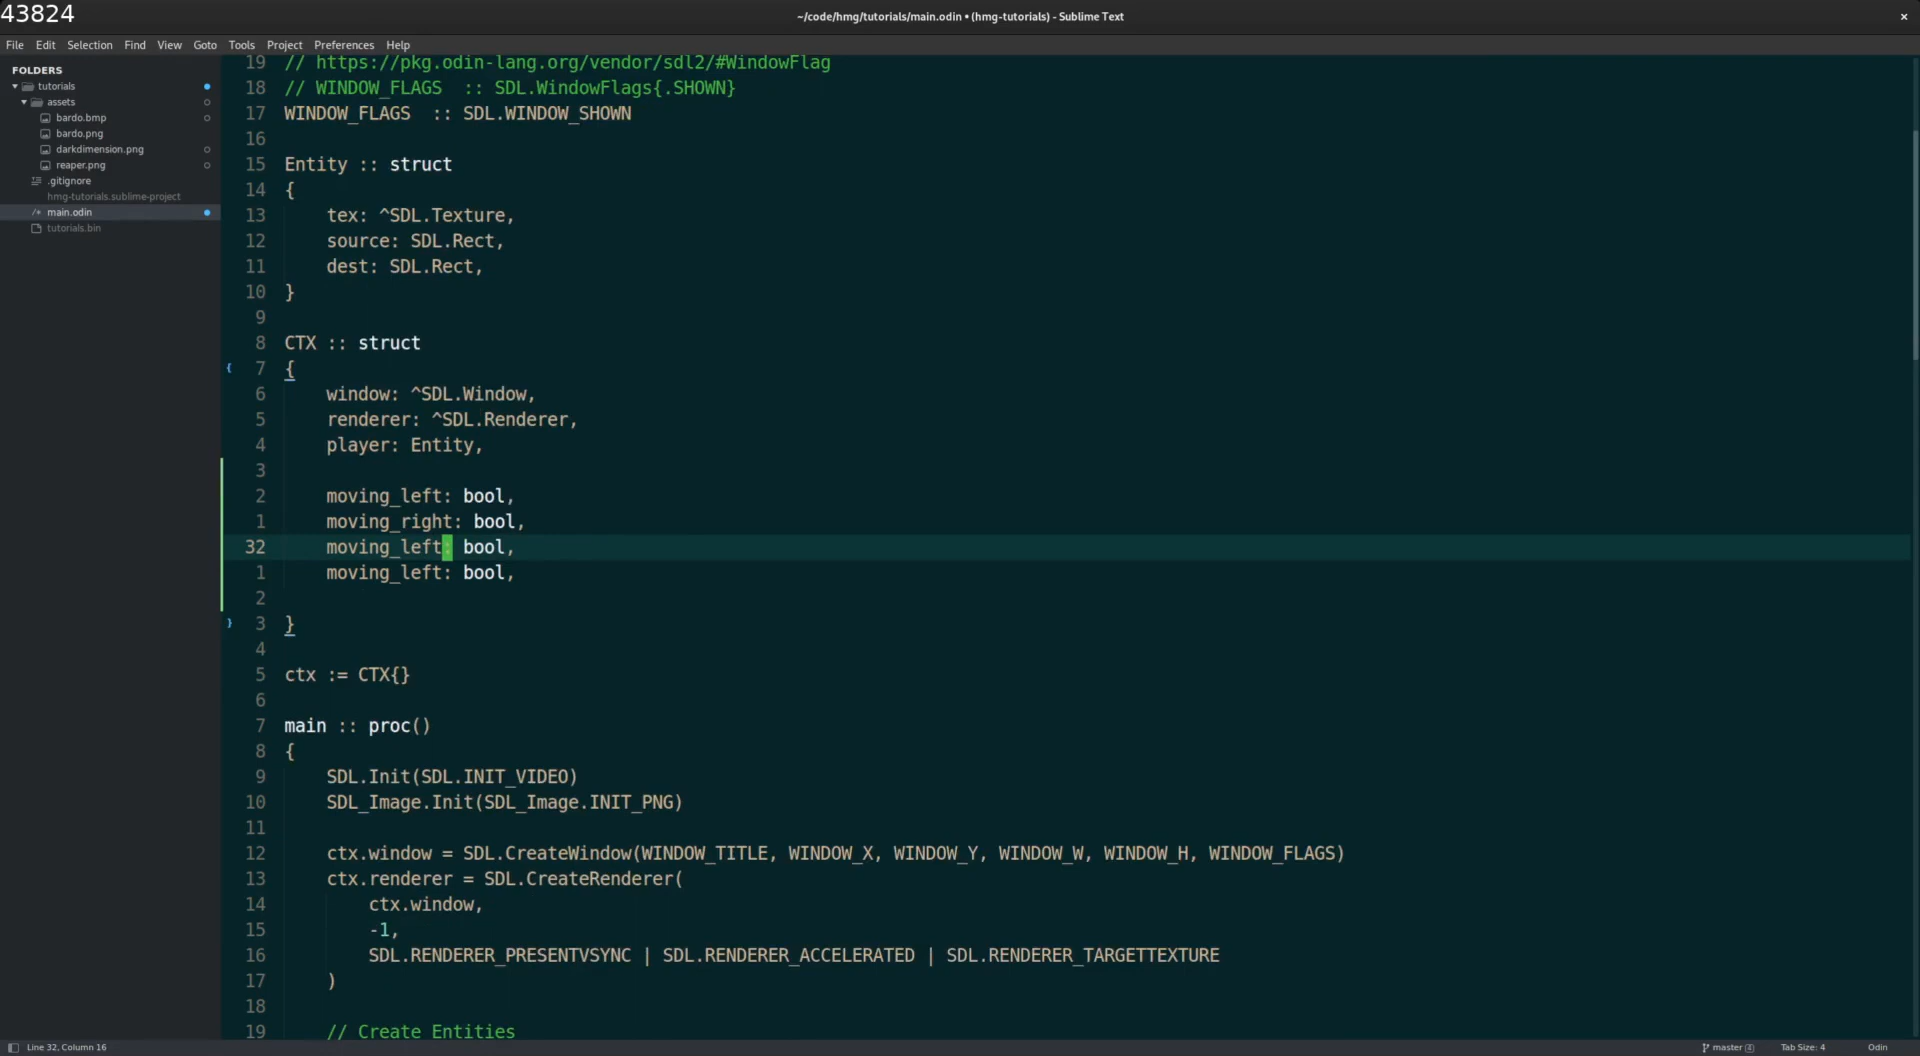 43824
~/code/hmg/tutorials/main.odin • (hmg-tutorials) - Sublime Text
File Edit Selection Find View Goto Tools Project Preferences Help
FOLDERS
tutorials
assets
bardo.bmp
bardo.png
darkdimension.png
reaper.png
.gitignore
hmg-tutorials.sublime-project
main.odin
tutorials.bin
19 // https://pkg.odin-lang.org/vendor/sdl2/#WindowFlag
18 // WINDOW_FLAGS  :: SDL.WindowFlags{.SHOWN}
17 WINDOW_FLAGS  :: SDL.WINDOW_SHOWN
16
15 Entity :: struct
14 {
13     tex: ^SDL.Texture,
12     source: SDL.Rect,
11     dest: SDL.Rect,
10 }
9
8 CTX :: struct
7 {
6     window: ^SDL.Window,
5     renderer: ^SDL.Renderer,
4     player: Entity,
3
2     moving_left: bool,
1     moving_right: bool,
32     moving_left: bool,
1     moving_left: bool,
2
3 }
4
5 ctx := CTX{}
6
7 main :: proc()
8 {
9     SDL.Init(SDL.INIT_VIDEO)
10     SDL_Image.Init(SDL_Image.INIT_PNG)
11
12     ctx.window = SDL.CreateWindow(WINDOW_TITLE, WINDOW_X, WINDOW_Y, WINDOW_W, WINDOW_H, WINDOW_FLAGS)
13     ctx.renderer = SDL.CreateRenderer(
14         ctx.window,
15         -1,
16         SDL.RENDERER_PRESENTVSYNC | SDL.RENDERER_ACCELERATED | SDL.RENDERER_TARGETTEXTURE
17     )
18
19     // Create Entities
Line 32, Column 16 master 4 Tab Size: 4 Odin